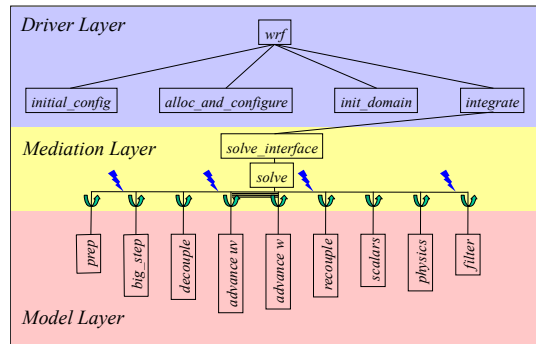 Driver Layer
wrf
initial_config
alloc_and_configure
init_domain
integrate
solve_interface
Mediation Layer
solve
prep
big_step
decouple
advance uv
advance w
recouple
scalars
physics
filter
Model Layer